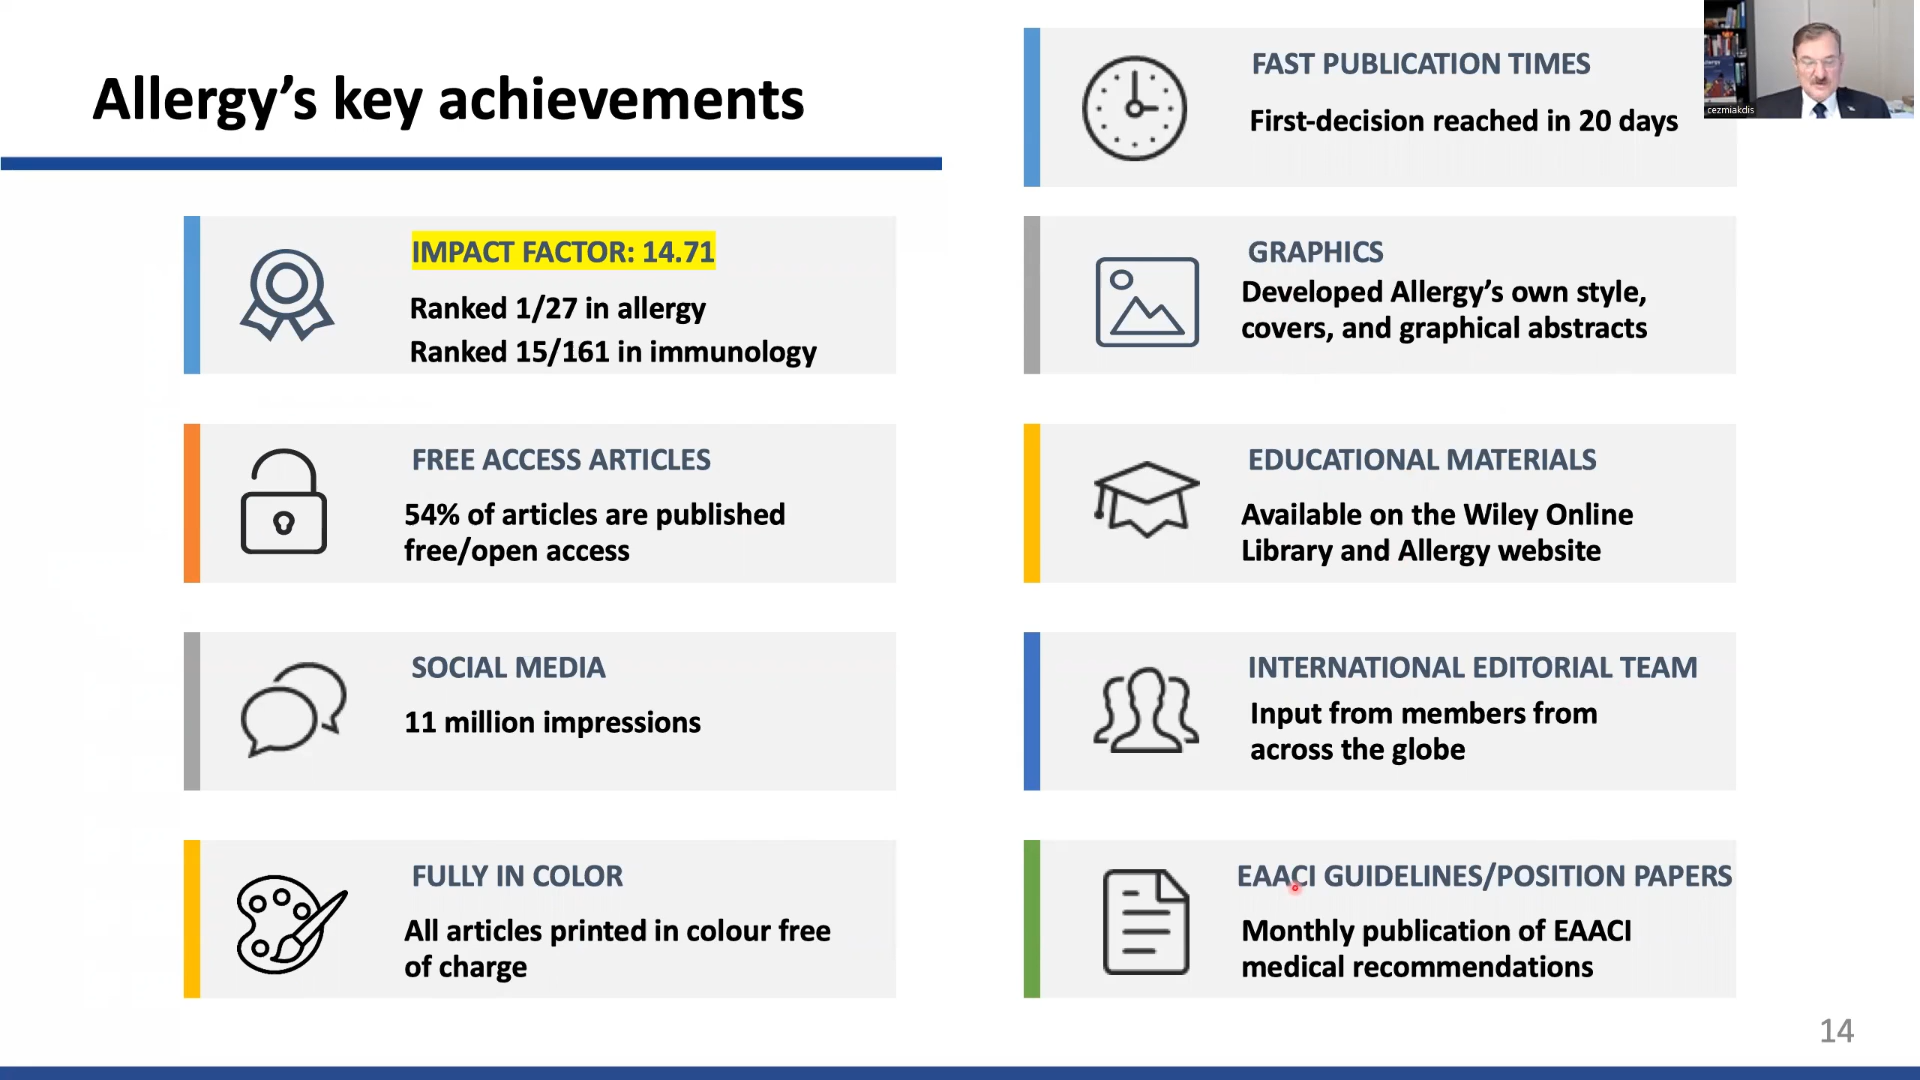 Allergy’s key achievements
IMPACT FACTOR: 14.71
Ranked 1/27 in allergy
Ranked 15/161 in immunology
FREE ACCESS ARTICLES
54% of articles are published
free/open access
SOCIAL MEDIA
11 million impressions
FULLY IN COLOR
All articles printed in colour free
of charge
FAST PUBLICATION TIMES
First-decision reached in 20 days
GRAPHICS
Developed Allergy’s own style,
covers, and graphical abstracts
EDUCATIONAL MATERIALS
Available on the Wiley Online
Library and Allergy website
INTERNATIONAL EDITORIAL TEAM
Input from members from
across the globe
EAACI GUIDELINES/POSITION PAPERS
Monthly publication of EAACI
medical recommendations
cezmiakdis
14